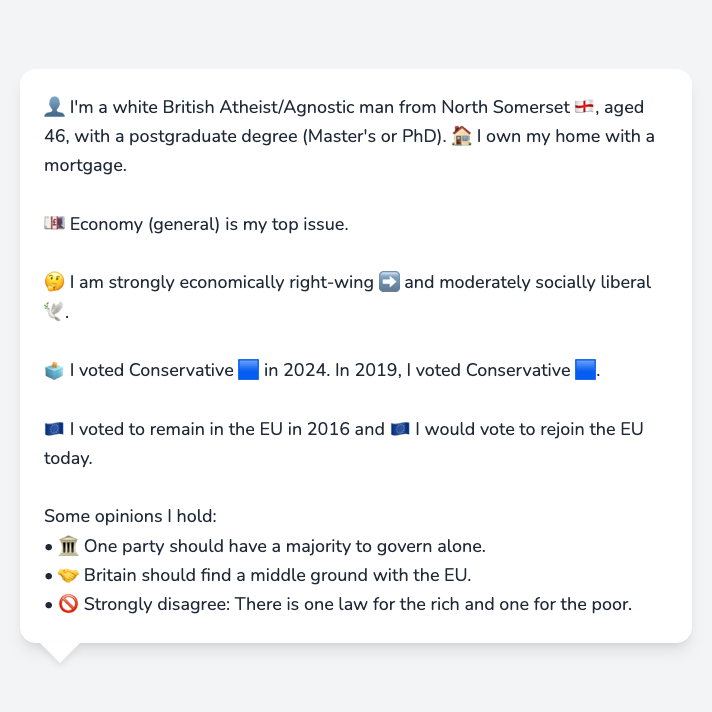 👤 I'm a white British Atheist/Agnostic man from North Somerset 🏴󠁧󠁢󠁥󠁮󠁧󠁿, aged
46, with a postgraduate degree (Master's or PhD). 🏠 I own my home with a
mortgage.
💷 Economy (general) is my top issue.
🤔 I am strongly economically right-wing ➡️ and moderately socially liberal
🕊️.
🗳️ I voted Conservative 🟦 in 2024. In 2019, I voted Conservative 🟦.
🇪🇺 I voted to remain in the EU in 2016 and 🇪🇺 I would vote to rejoin the EU
today.
Some opinions I hold:
• 🏛️ One party should have a majority to govern alone.
• 🤝 Britain should find a middle ground with the EU.
• 🚫 Strongly disagree: There is one law for the rich and one for the poor.